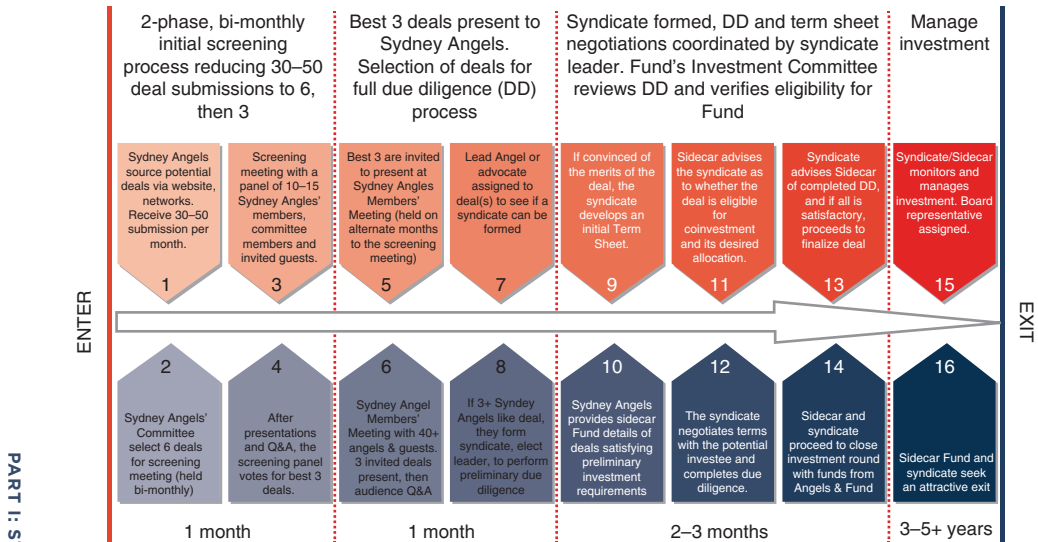 2-phase, bi-monthly
initial screening
process reducing 30–50
deal submissions to 6,
then 3
Best 3 deals present to
Sydney Angels.
Selection of deals for
full due diligence (DD)
process
Syndicate formed, DD and term sheet
negotiations coordinated by syndicate
leader. Fund's Investment Committee
reviews DD and verifies eligibility for
Fund
Manage
investment
Sydney Angels
source potential
deals via website,
networks.
Receive 30–50
submission per
month.
1
Screening
meeting with a
panel of 10–15
Sydney Angles'
members,
committee
members and
invited guests.
3
Best 3 are invited
to present at
Sydney Angles
Members'
Meeting (held on
alternate months
to the screening
meeting)
5
Lead Angel or
advocate
assigned to
deal(s) to see if a
syndicate can be
formed
7
If convinced of
the merits of the
deal, the
syndicate
develops an
initial Term
Sheet.
9
Sidecar advises
the syndicate as
to whether the
deal is eligible
for
coinvestment
and its desired
allocation.
11
Syndicate
advises Sidecar
of completed DD,
and if all is
satisfactory,
proceeds to
finalize deal
13
Syndicate/Sidecar
monitors and
manages
investment. Board
representative
assigned.
15
ENTER
EXIT
2
Sydney Angels'
Committee
select 6 deals
for screening
meeting (held
bi-monthly)
4
After
presentations
and Q&A, the
screening panel
votes for best 3
deals.
6
Sydney Angel
Members'
Meeting with 40+
angels & guests.
3 invited deals
present, then
audience Q&A
8
If 3+ Syndey
Angels like deal,
they form
syndicate, elect
leader, to perform
preliminary due
diligence
10
Sydney Angels
provides sidecar
Fund details of
deals satisfying
preliminary
investment
requirements
12
The syndicate
negotiates terms
with the potential
investee and
completes due
diligence.
14
Sidecar and
syndicate
proceed to close
investment round
with funds from
Angels & Fund
16
Sidecar Fund and
syndicate seek
an attractive exit
1 month
1 month
2–3 months
3–5+ years
PART I: S